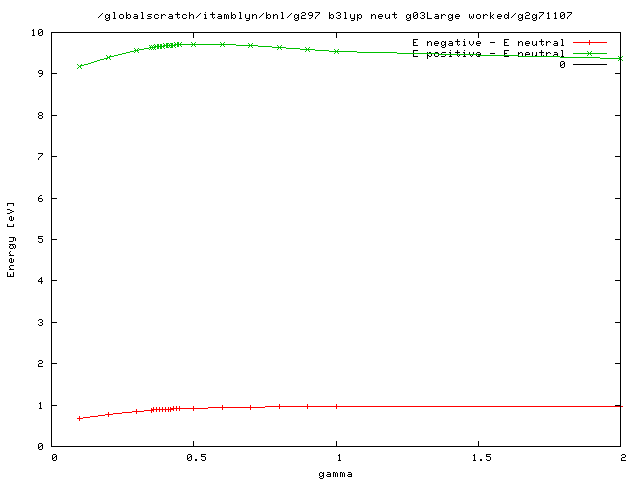 /globalscratch/itamblyn/bnl/g297 b3lyp neut g03Large worked/g2g71107
10
9
8
7
6
5
4
3
2
1
0
Energy [eV]
E negative - E neutral
E positive - E neutral
0
0 0.5 1 1.5 2
gamma